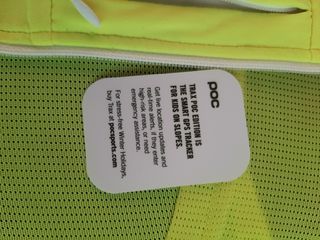 POC
TRAX POC EDITION IS
THE SMART GPS TRACKER
FOR KIDS ON SLOPES.
Get live location updates and
real-time alerts, if they enter
high-risk areas, or need
emergency assistance.
For stress-free Winter Holidays,
buy Trax at pocsports.com